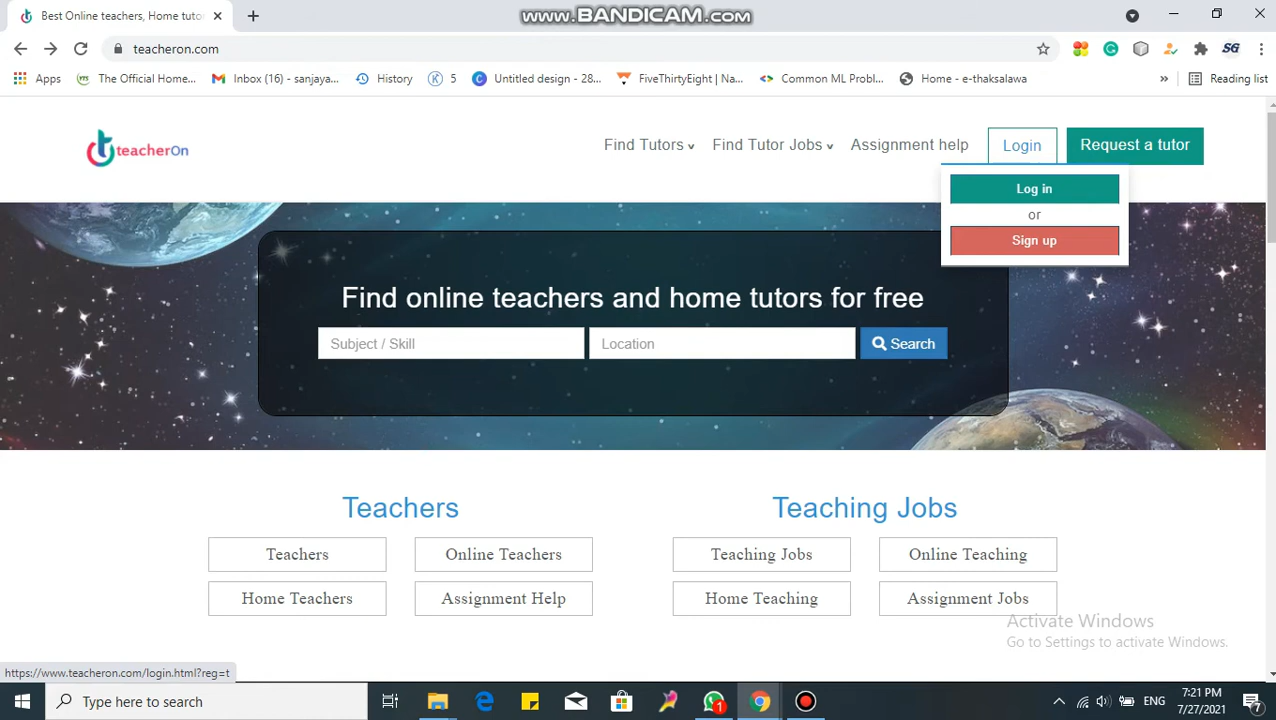 Best Online teachers, Home tutor
www.BANDICAM.com
teacheron.com
SG
Apps
The Official Home...
Inbox (16) - sanjaya...
History
5
Untitled design - 28...
FiveThirtyEight | Na...
Common ML Probl...
Home - e-thaksalawa
»
Reading list
teacherOn
Find Tutors
Find Tutor Jobs
Assignment help
Login
Request a tutor
Log in
or
Sign up
Find online teachers and home tutors for free
Subject / Skill
Location
Search
Teachers
Teaching Jobs
Teachers
Online Teachers
Teaching Jobs
Online Teaching
Home Teachers
Assignment Help
Home Teaching
Assignment Jobs
Activate Windows
Go to Settings to activate Windows.
https://www.teacheron.com/login.html?reg=t
Type here to search
1
ENG
7:21 PM
7/27/2021
7